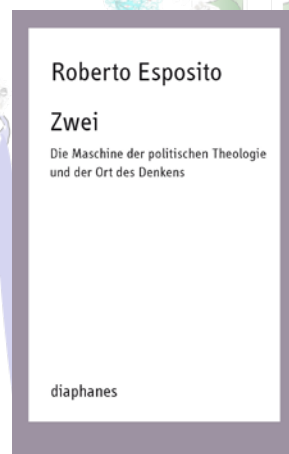 Roberto Esposito
Zwei
Die Maschine der politischen Theologie
und der Ort des Denkens
diaphanes